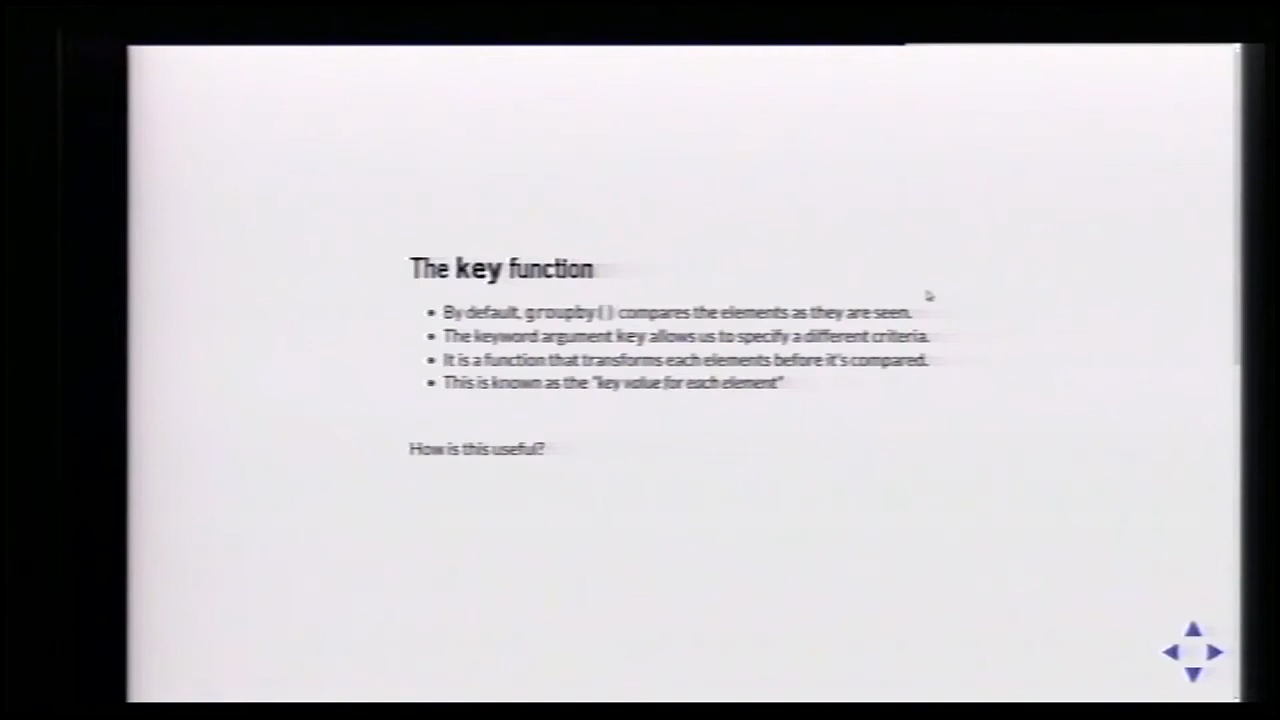 The key function
• By default, groupby() compares the elements as they are seen.
• The keyword argument key allows us to specify a different criteria.
• It is a function that transforms each elements before it's compared.
• This is known as the "key value for each element"
How is this useful?